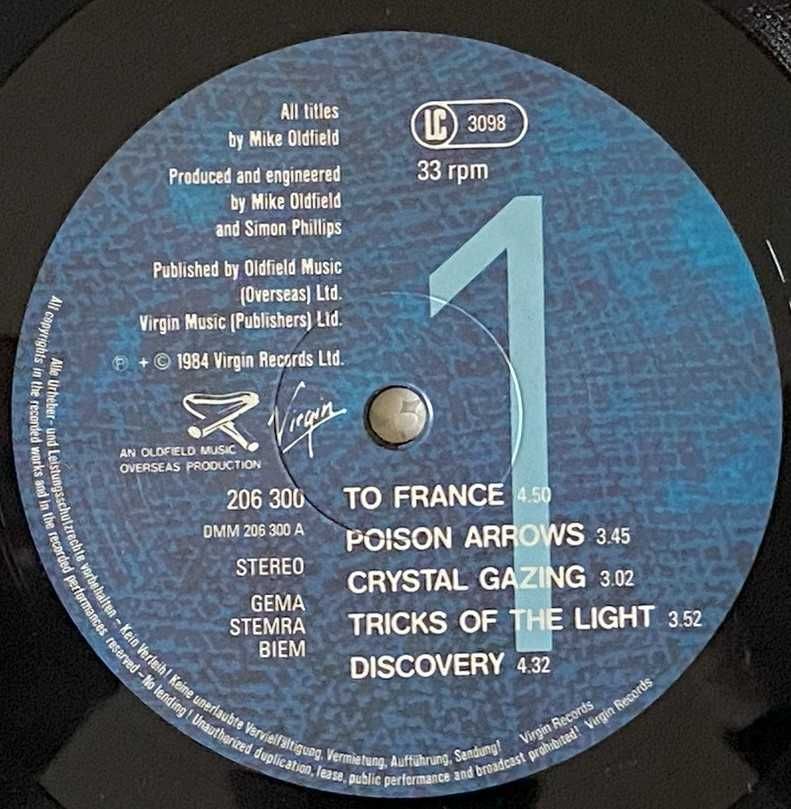 All titles
by Mike Oldfield
Produced and engineered
by Mike Oldfield
and Simon Phillips
Published by Oldfield Music
(Overseas) Ltd.
Virgin Music (Publishers) Ltd.
℗ + © 1984 Virgin Records Ltd.
LC 3098
33 rpm
1
Virgin
AN OLDFIELD MUSIC
OVERSEAS PRODUCTION
206 300
DMM 206 300 A
STEREO
GEMA
STEMRA
BIEM
TO FRANCE 4.50
POISON ARROWS 3.45
CRYSTAL GAZING 3.02
TRICKS OF THE LIGHT 3.52
DISCOVERY 4.32
Alle Urheber- und Leistungsschutzrechte vorbehalten – Kein Verleih! Keine unerlaubte Vervielfältigung, Vermietung, Aufführung, Sendung! Virgin Records
All copyrights in the recorded works and in the recorded performances reserved – No lending! Unauthorized duplication, lease, public performance and broadcast prohibited! Virgin Records